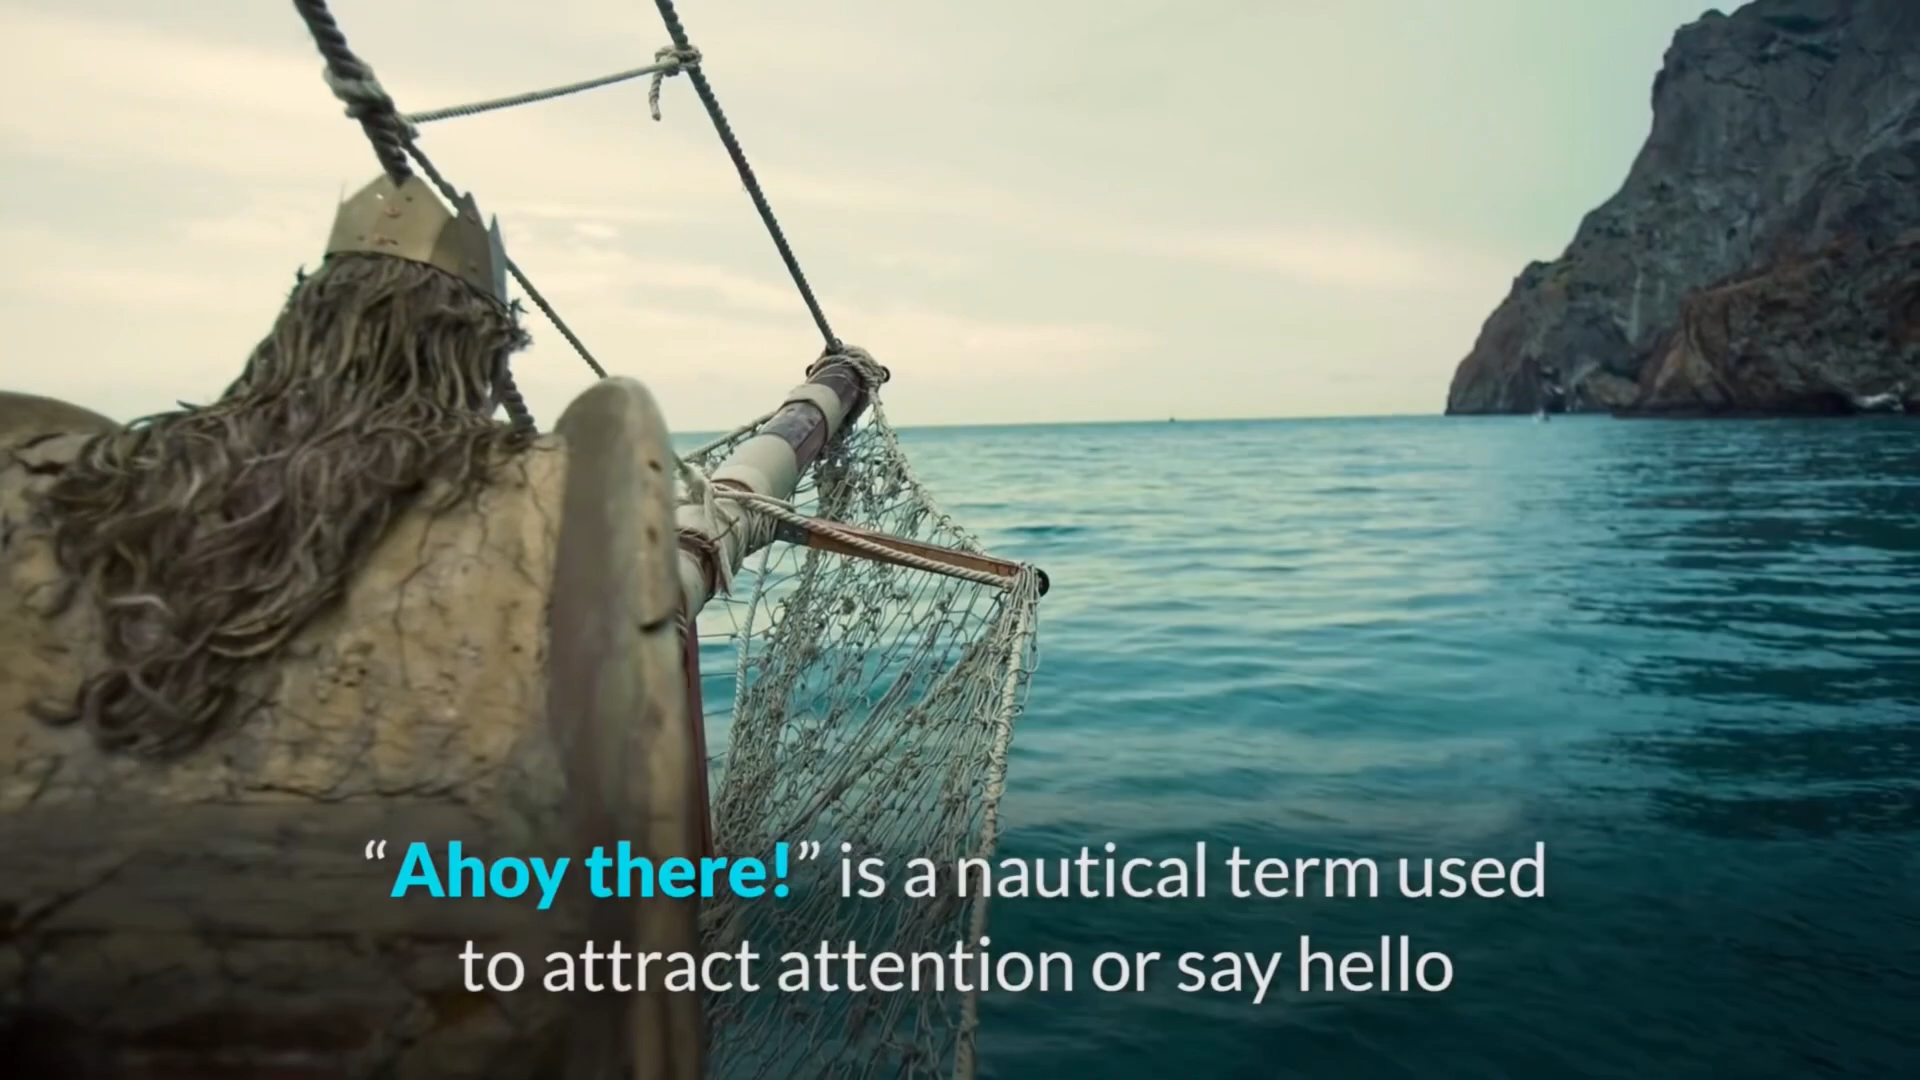 “Ahoy there!” is a nautical term used
to attract attention or say hello